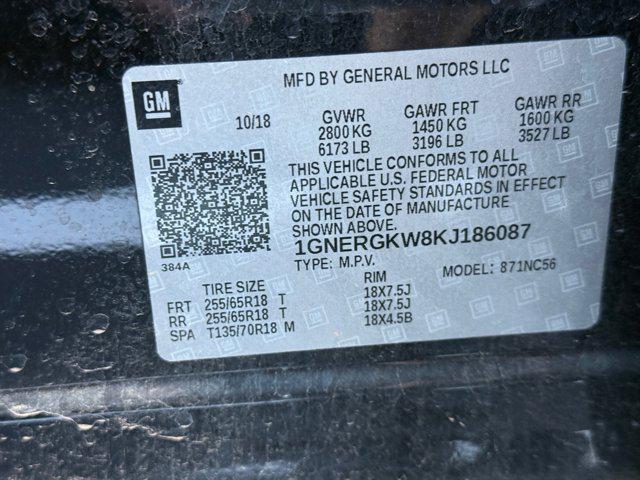 MFD BY GENERAL MOTORS LLC
GM
10/18 GVWR GAWR FRT GAWR RR
2800 KG 1450 KG 1600 KG
6173 LB 3196 LB 3527 LB
THIS VEHICLE CONFORMS TO ALL
APPLICABLE U.S. FEDERAL MOTOR
VEHICLE SAFETY STANDARDS IN EFFECT
ON THE DATE OF MANUFACTURE
SHOWN ABOVE.
1GNERGKW8KJ186087
384A
TYPE: M.P.V. MODEL: 871NC56
TIRE SIZE RIM
FRT 255/65R18 T 18X7.5J
RR 255/65R18 T 18X7.5J
SPA T135/70R18 M 18X4.5B